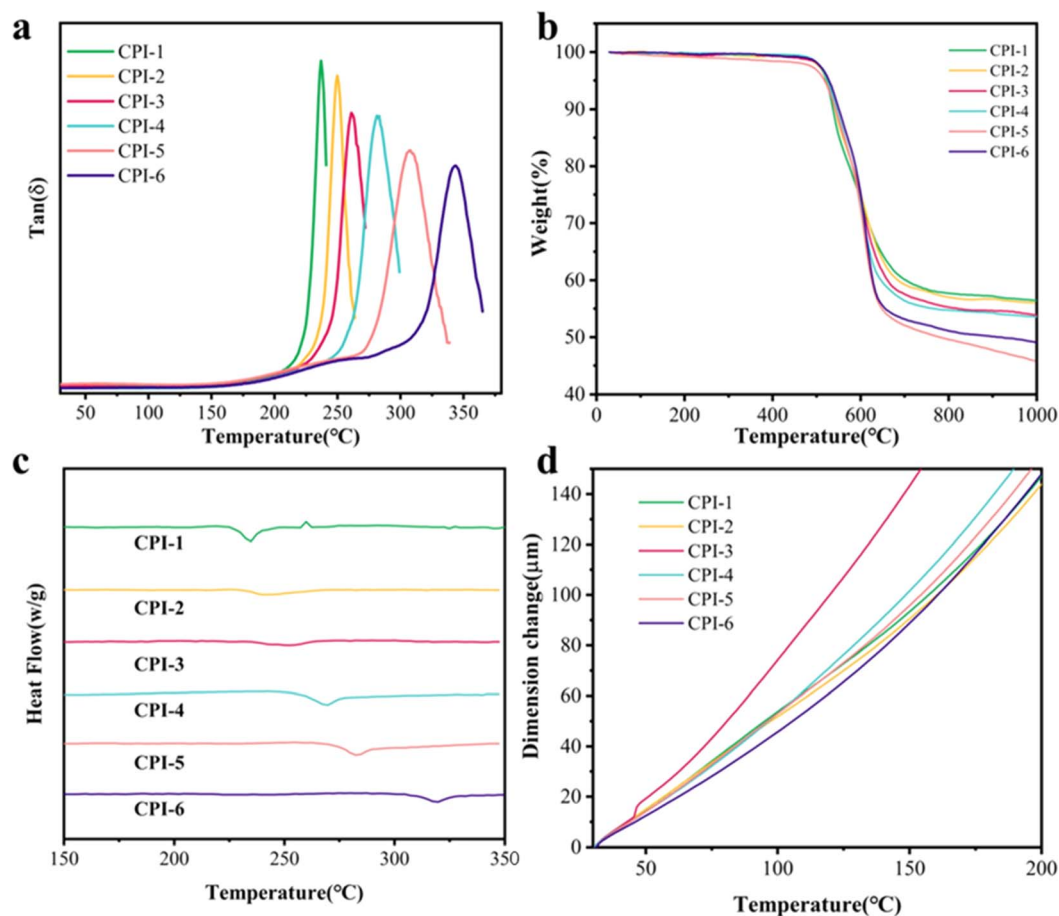 a
CPI-1
CPI-2
CPI-3
CPI-4
CPI-5
CPI-6
Tan(δ)
50 100 150 200 250 300 350
Temperature(°C)
b
100
90
80
70
60
50
40
CPI-1
CPI-2
CPI-3
CPI-4
CPI-5
CPI-6
Weight(%)
0 200 400 600 800 1000
Temperature(°C)
c
CPI-1
CPI-2
CPI-3
CPI-4
CPI-5
CPI-6
Heat Flow(w/g)
150 200 250 300 350
Temperature(°C)
d
140
120
100
80
60
40
20
0
CPI-1
CPI-2
CPI-3
CPI-4
CPI-5
CPI-6
Dimension change(μm)
50 100 150 200
Temperature(°C)